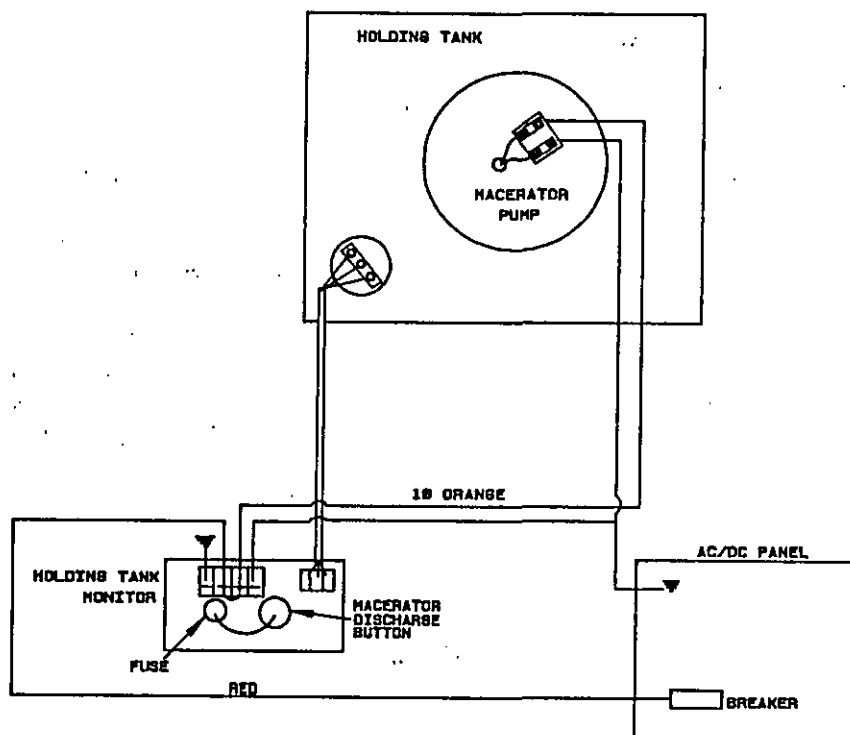 HOLDING TANK
MACERATOR
PUMP
10 ORANGE
AC/DC PANEL
HOLDING TANK
MONITOR
MACERATOR
DISCHARGE
BUTTON
FUSE
RED
BREAKER